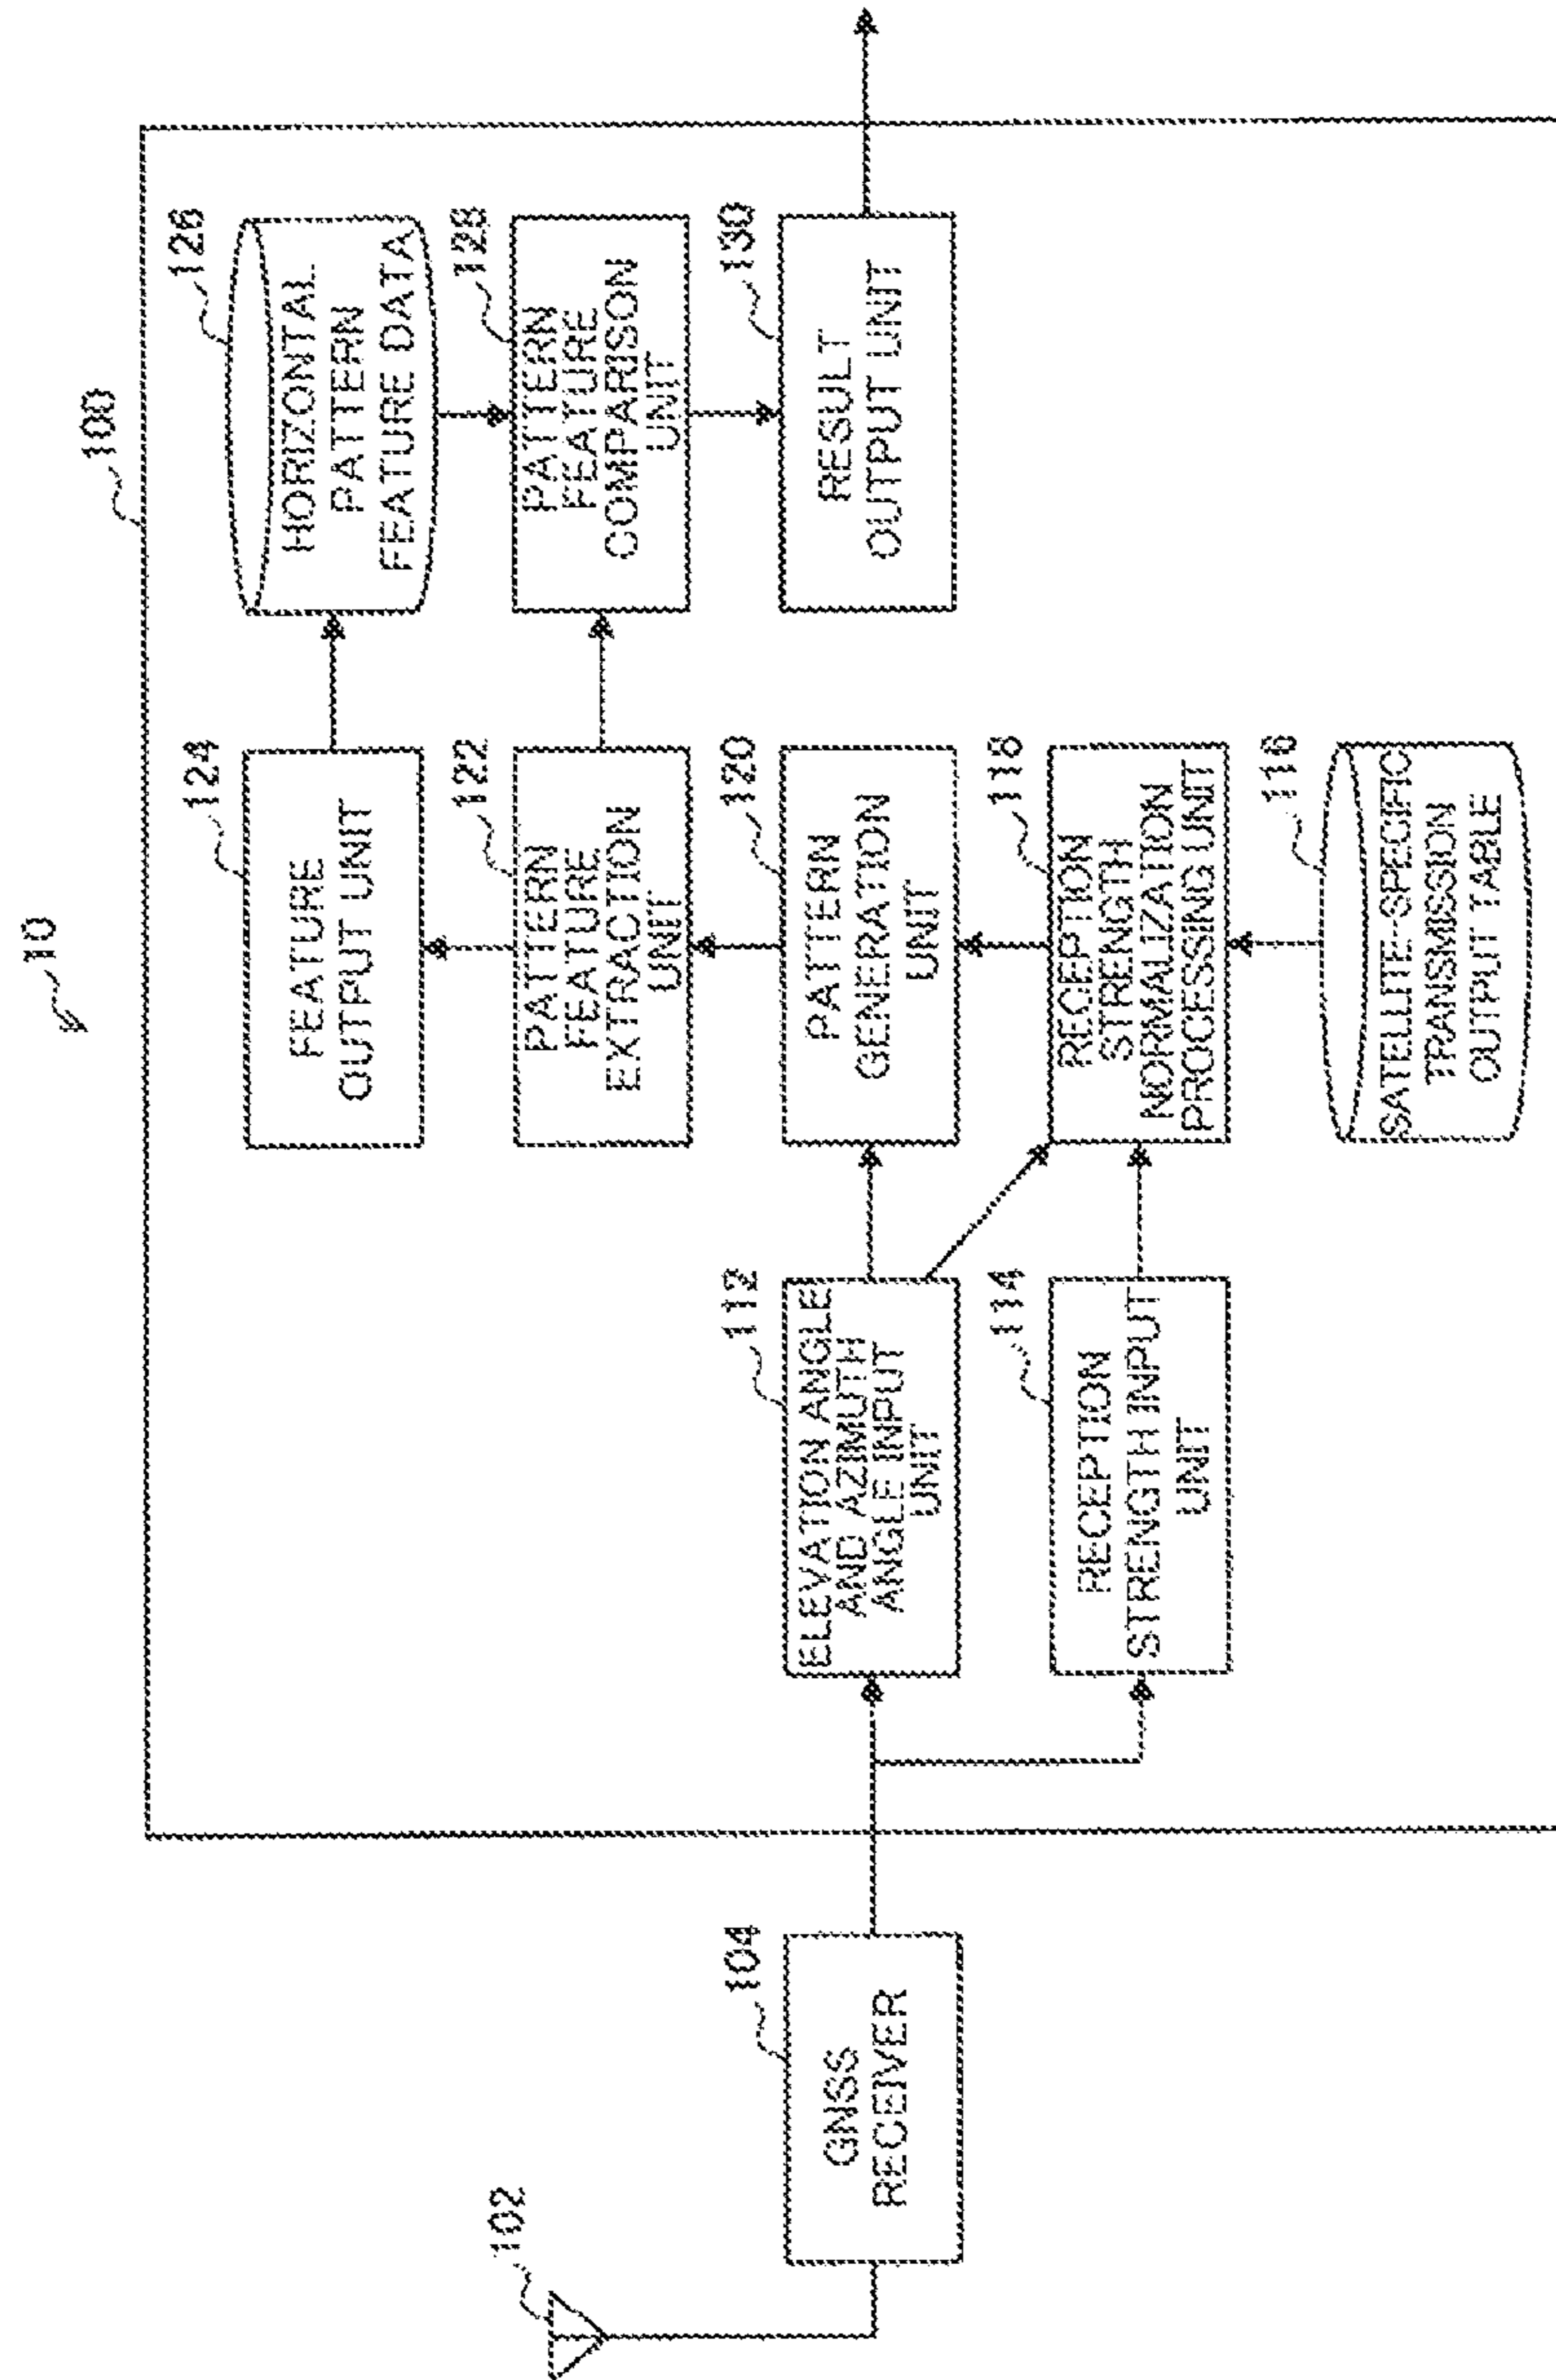 10
100
102
104
GNSS
RECEIVER
112
ELEVATION ANGLE
AND AZIMUTH
ANGLE INPUT
UNIT
114
RECEPTION
STRENGTH INPUT
UNIT
124
FEATURE
OUTPUT UNIT
122
PATTERN
FEATURE
EXTRACTION
UNIT
120
PATTERN
GENERATION
UNIT
118
RECEPTION
STRENGTH
NORMALIZATION
PROCESSING UNIT
116
SATELLITE-SPECIFIC
TRANSMISSION
OUTPUT TABLE
126
HORIZONTAL
PATTERN
FEATURE DATA
128
PATTERN
FEATURE
COMPARISON
UNIT
130
RESULT
OUTPUT UNIT